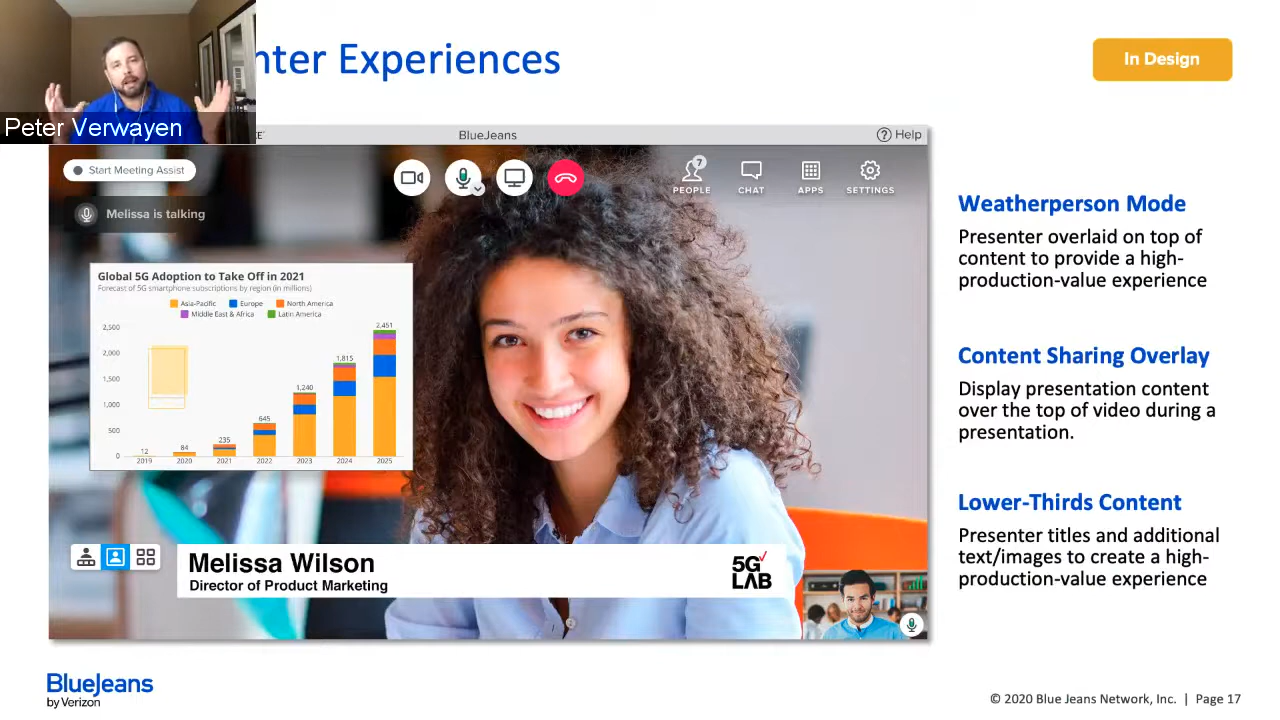 nter Experiences
In Design
Peter Verwayen
BlueJeans
Help
Start Meeting Assist
7
PEOPLE
CHAT
APPS
SETTINGS
Melissa is talking
Global 5G Adoption to Take Off in 2021
Forecast of 5G smartphone subscriptions by region (in millions)
Asia-Pacific
Europe
North America
Middle East & Africa
Latin America
2,500
2,000
1,500
1,000
500
0
12
84
235
645
1,240
1,815
2,451
2019
2020
2021
2022
2023
2024
2025
Melissa Wilson
Director of Product Marketing
5G
LAB
Weatherperson Mode
Presenter overlaid on top of
content to provide a high-
production-value experience
Content Sharing Overlay
Display presentation content
over the top of video during a
presentation.
Lower-Thirds Content
Presenter titles and additional
text/images to create a high-
production-value experience
BlueJeans
by Verizon
© 2020 Blue Jeans Network, Inc. | Page 17